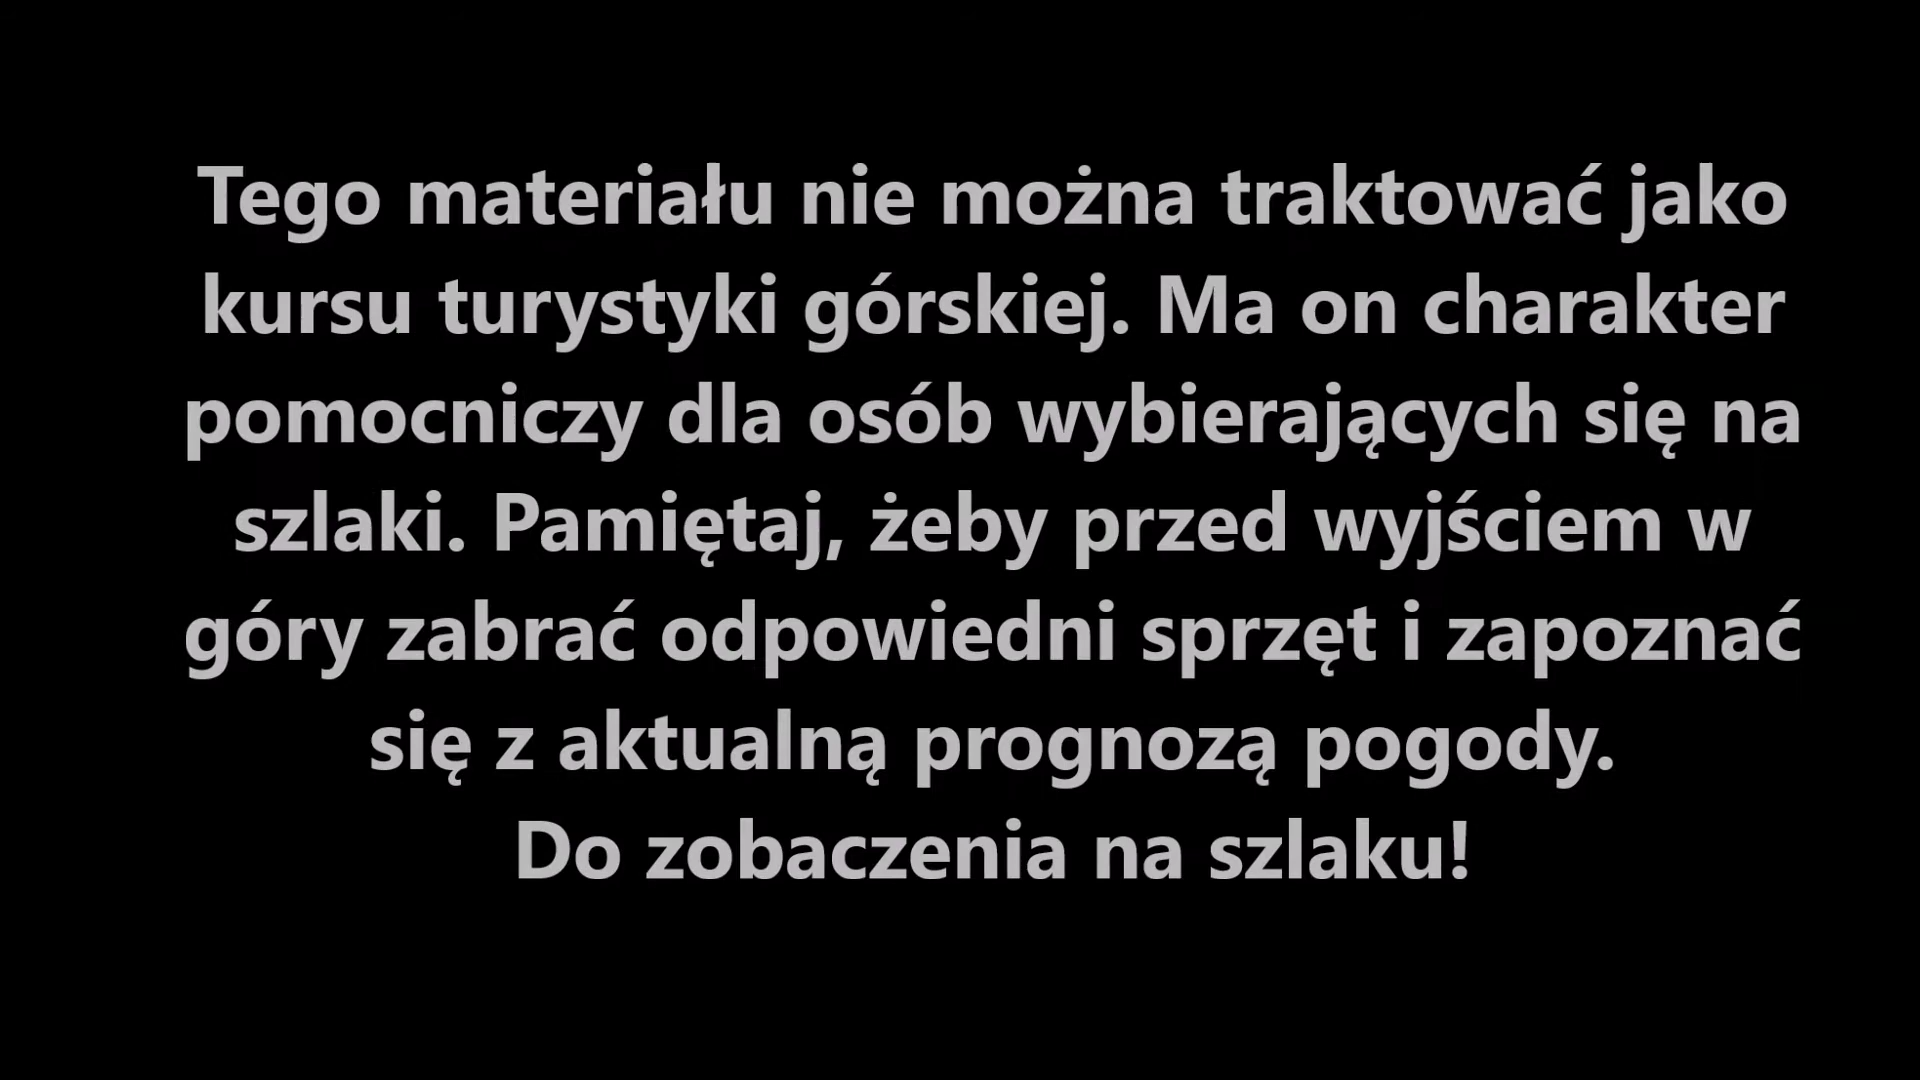 Tego materiału nie można traktować jako
kursu turystyki górskiej. Ma on charakter
pomocniczy dla osób wybierających się na
szlaki. Pamiętaj, żeby przed wyjściem w
góry zabrać odpowiedni sprzęt i zapoznać
się z aktualną prognozą pogody.
Do zobaczenia na szlaku!